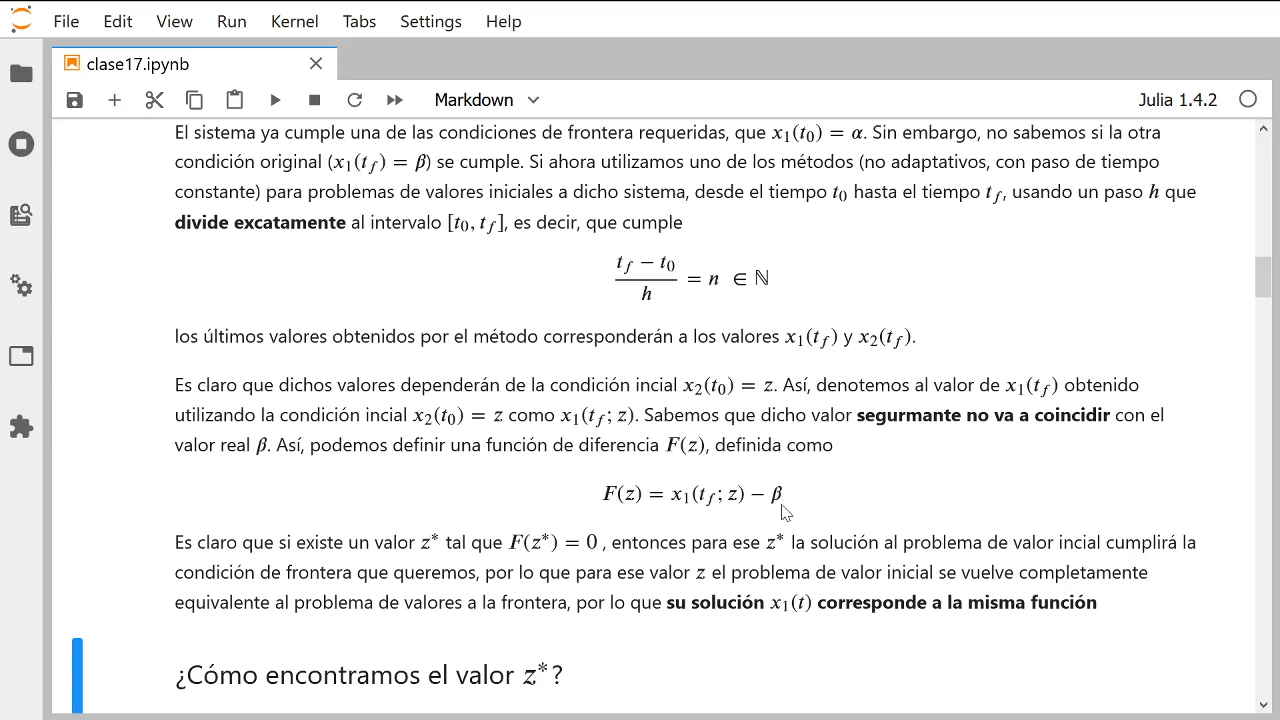 File Edit View Run Kernel Tabs Settings Help
clase17.ipynb
Markdown
Julia 1.4.2
El sistema ya cumple una de las condiciones de frontera requeridas, que x₁(t₀) = α. Sin embargo, no sabemos si la otra
condición original (x₁(t_f) = β) se cumple. Si ahora utilizamos uno de los métodos (no adaptativos, con paso de tiempo
constante) para problemas de valores iniciales a dicho sistema, desde el tiempo t₀ hasta el tiempo t_f, usando un paso h que
divide excatamente al intervalo [t₀, t_f], es decir, que cumple
t_f − t₀
h
= n ∈ ℕ
los últimos valores obtenidos por el método corresponderán a los valores x₁(t_f) y x₂(t_f).
Es claro que dichos valores dependerán de la condición incial x₂(t₀) = z. Así, denotemos al valor de x₁(t_f) obtenido
utilizando la condición incial x₂(t₀) = z como x₁(t_f; z). Sabemos que dicho valor segurmante no va a coincidir con el
valor real β. Así, podemos definir una función de diferencia F(z), definida como
F(z) = x₁(t_f; z) − β
Es claro que si existe un valor z* tal que F(z*) = 0 , entonces para ese z* la solución al problema de valor incial cumplirá la
condición de frontera que queremos, por lo que para ese valor z el problema de valor inicial se vuelve completamente
equivalente al problema de valores a la frontera, por lo que su solución x₁(t) corresponde a la misma función
¿Cómo encontramos el valor z*?